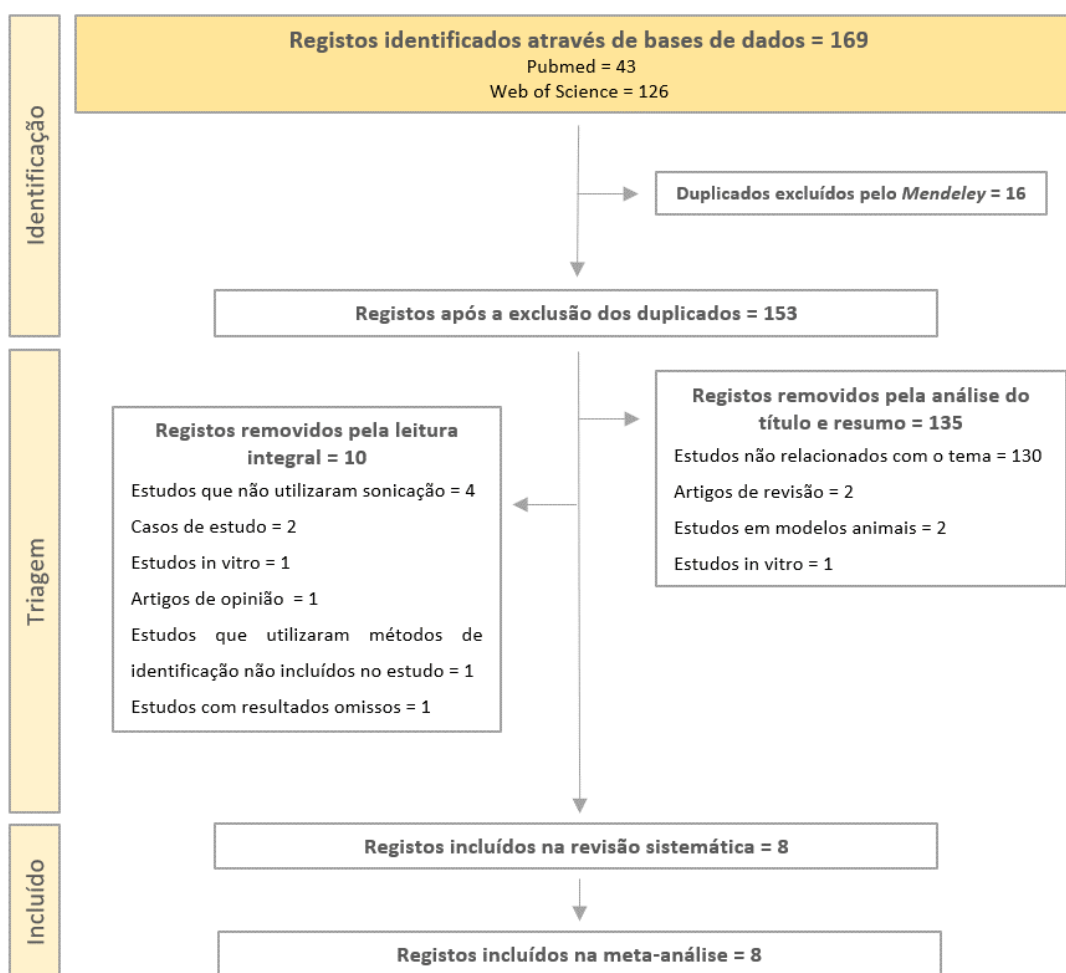 Identificação
Registos identificados através de bases de dados = 169
Pubmed = 43
Web of Science = 126
Duplicados excluídos pelo Mendeley = 16
Registos após a exclusão dos duplicados = 153
Triagem
Registos removidos pela análise do
título e resumo = 135
Estudos não relacionados com o tema = 130
Artigos de revisão = 2
Estudos em modelos animais = 2
Estudos in vitro = 1
Registos removidos pela leitura
integral = 10
Estudos que não utilizaram sonicação = 4
Casos de estudo = 2
Estudos in vitro = 1
Artigos de opinião = 1
Estudos que utilizaram métodos de
identificação não incluídos no estudo = 1
Estudos com resultados omissos = 1
Incluído
Registos incluídos na revisão sistemática = 8
Registos incluídos na meta-análise = 8